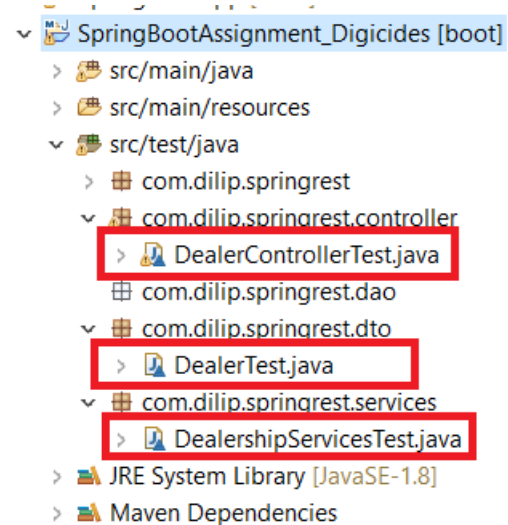 SpringBootAssignment_Digicides [boot]
src/main/java
src/main/resources
src/test/java
com.dilip.springrest
com.dilip.springrest.controller
DealerControllerTest.java
com.dilip.springrest.dao
com.dilip.springrest.dto
DealerTest.java
com.dilip.springrest.services
DealershipServicesTest.java
JRE System Library [JavaSE-1.8]
Maven Dependencies